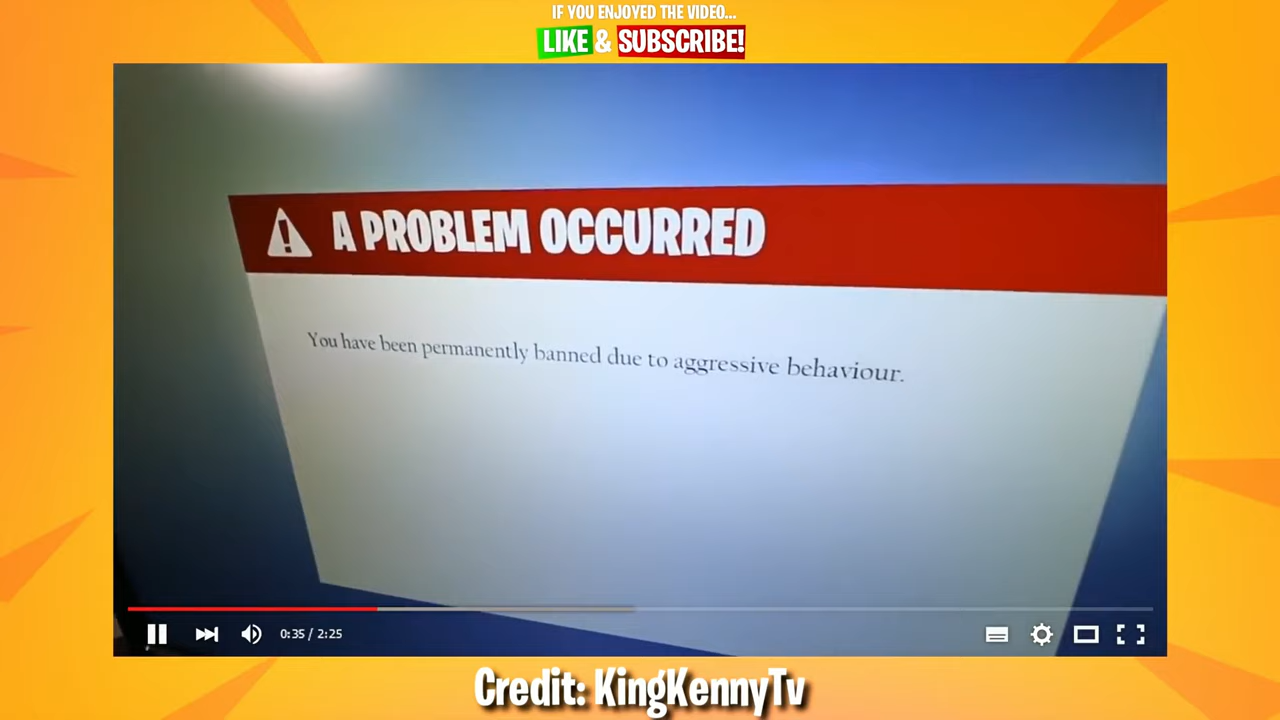 IF YOU ENJOYED THE VIDEO...
LIKE & SUBSCRIBE!
A PROBLEM OCCURRED
You have been permanently banned due to aggressive behaviour.
0:35 / 2:25
Credit: KingKennyTv